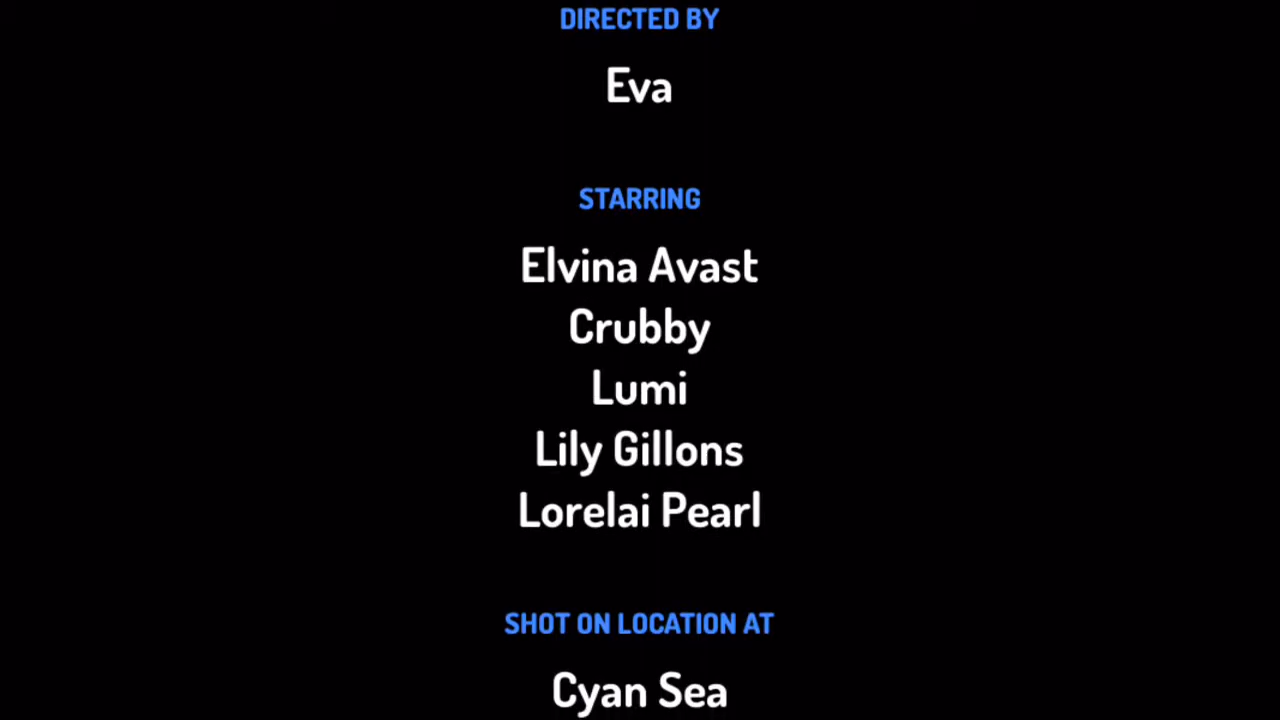 DIRECTED BY
Eva
STARRING
Elvina Avast
Crubby
Lumi
Lily Gillons
Lorelai Pearl
SHOT ON LOCATION AT
Cyan Sea